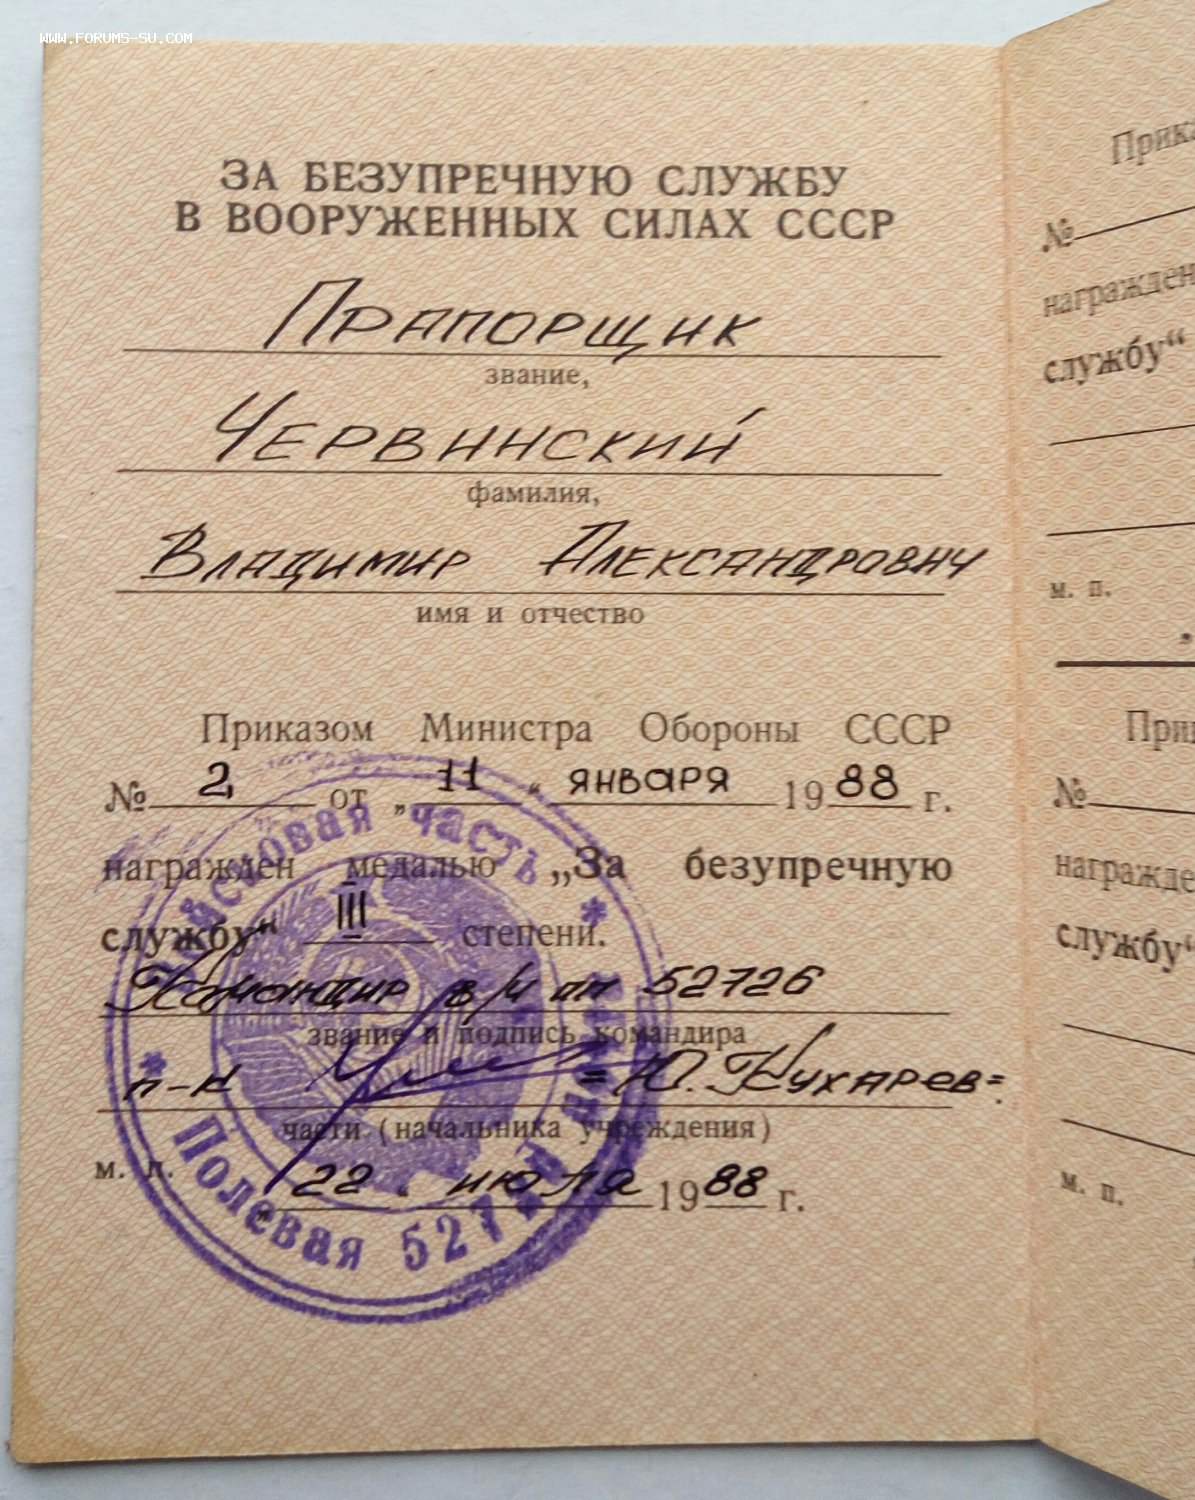 WWW.FORUMS-SU.COM
ЗА БЕЗУПРЕЧНУЮ СЛУЖБУ
В ВООРУЖЕННЫХ СИЛАХ СССР
Прапорщик
звание,
Червинский
фамилия,
Владимир Александрович
имя и отчество
Приказом Министра Обороны СССР
№ 2 от „11“ января 1988 г.
награжден медалью „За безупречную
службу“ III степени.
Командир в/ч пп 52726
звание и подпись командира
п-к =Ю. Кухарев=
части (начальника учреждения)
м. п. „22“ июля 1988 г.
Войсковая часть
Полевая почта
№
награжден
службу“
м. п.
№
службу“
м. п.